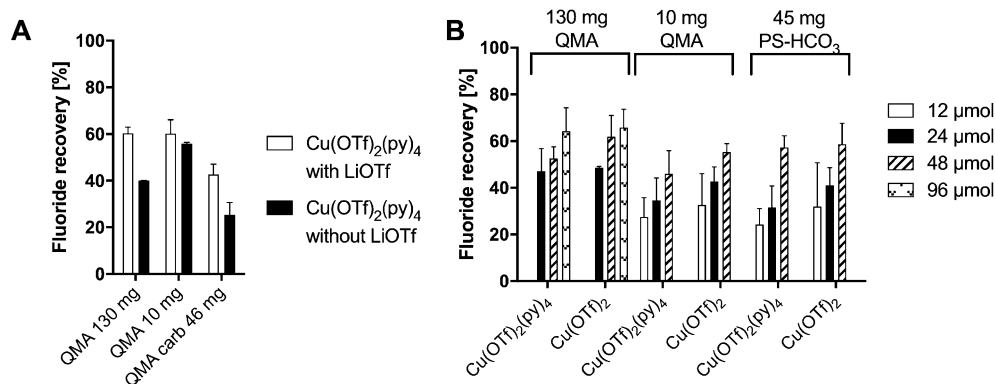 A
Fluoride recovery [%]
100
80
60
40
20
0
QMA 130 mg
QMA 10 mg
QMA carb 46 mg
Cu(OTf)2(py)4
with LiOTf
Cu(OTf)2(py)4
without LiOTf
B
130 mg
QMA
10 mg
QMA
45 mg
PS-HCO3
Fluoride recovery [%]
100
80
60
40
20
0
Cu(OTf)2(py)4
Cu(OTf)2
Cu(OTf)2(py)4
Cu(OTf)2
Cu(OTf)2(py)4
Cu(OTf)2
12 µmol
24 µmol
48 µmol
96 µmol